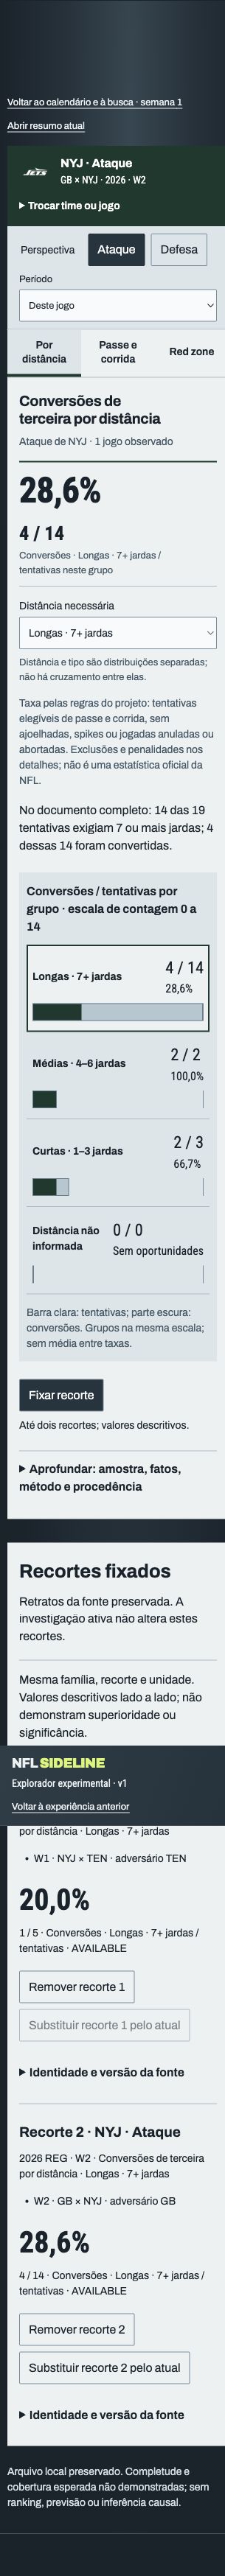 Voltar ao calendário e à busca · semana 1
Abrir resumo atual
JETS
NYJ · Ataque
GB × NYJ · 2026 · W2
Trocar time ou jogo
Perspectiva
Ataque
Defesa
Período
Deste jogo
Por
distância
Passe e
corrida
Red zone
Conversões de
terceira por distância
Ataque de NYJ · 1 jogo observado
28,6%
4 / 14
Conversões · Longas · 7+ jardas /
tentativas neste grupo
Distância necessária
Longas · 7+ jardas
Distância e tipo são distribuições separadas;
não há cruzamento entre elas.
Taxa pelas regras do projeto: tentativas
elegíveis de passe e corrida, sem
ajoelhadas, spikes ou jogadas anuladas ou
abortadas. Exclusões e penalidades nos
detalhes; não é uma estatística oficial da
NFL.
No documento completo: 14 das 19
tentativas exigiam 7 ou mais jardas; 4
dessas 14 foram convertidas.
Conversões / tentativas por
grupo · escala de contagem 0 a
14
Longas · 7+ jardas
4 / 14
28,6%
Médias · 4–6 jardas
2 / 2
100,0%
Curtas · 1–3 jardas
2 / 3
66,7%
Distância não
informada
0 / 0
Sem oportunidades
Barra clara: tentativas; parte escura:
conversões. Grupos na mesma escala;
sem média entre taxas.
Fixar recorte
Até dois recortes; valores descritivos.
Aprofundar: amostra, fatos,
método e procedência
Recortes fixados
Retratos da fonte preservada. A
investigação ativa não altera estes
recortes.
Mesma família, recorte e unidade.
Valores descritivos lado a lado; não
demonstram superioridade ou
significância.
NFL SIDELINE
Explorador experimental · v1
Voltar à experiência anterior
por distância · Longas · 7+ jardas
• W1 · NYJ × TEN · adversário TEN
20,0%
1 / 5 · Conversões · Longas · 7+ jardas /
tentativas · AVAILABLE
Remover recorte 1
Substituir recorte 1 pelo atual
Identidade e versão da fonte
Recorte 2 · NYJ · Ataque
2026 REG · W2 · Conversões de terceira
por distância · Longas · 7+ jardas
• W2 · GB × NYJ · adversário GB
28,6%
4 / 14 · Conversões · Longas · 7+ jardas /
tentativas · AVAILABLE
Remover recorte 2
Substituir recorte 2 pelo atual
Identidade e versão da fonte
Arquivo local preservado. Completude e
cobertura esperada não demonstradas; sem
ranking, previsão ou inferência causal.